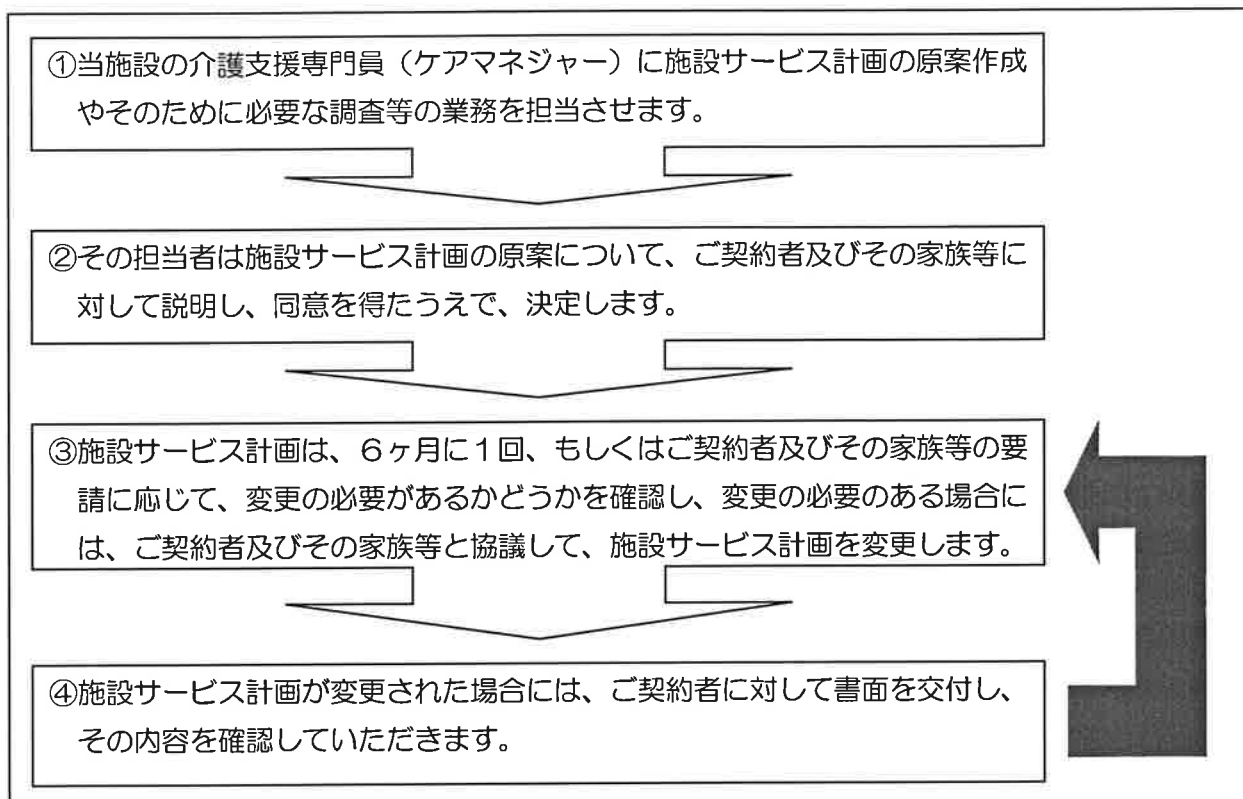 ①当施設の介護支援専門員（ケアマネジャー）に施設サービス計画の原案作成
やそのために必要な調査等の業務を担当させます。
②その担当者は施設サービス計画の原案について、ご契約者及びその家族等に
対して説明し、同意を得たうえで、決定します。
③施設サービス計画は、６ヶ月に１回、もしくはご契約者及びその家族等の要
請に応じて、変更の必要があるかどうかを確認し、変更の必要のある場合に
は、ご契約者及びその家族等と協議して、施設サービス計画を変更します。
④施設サービス計画が変更された場合には、ご契約者に対して書面を交付し、
その内容を確認していただきます。